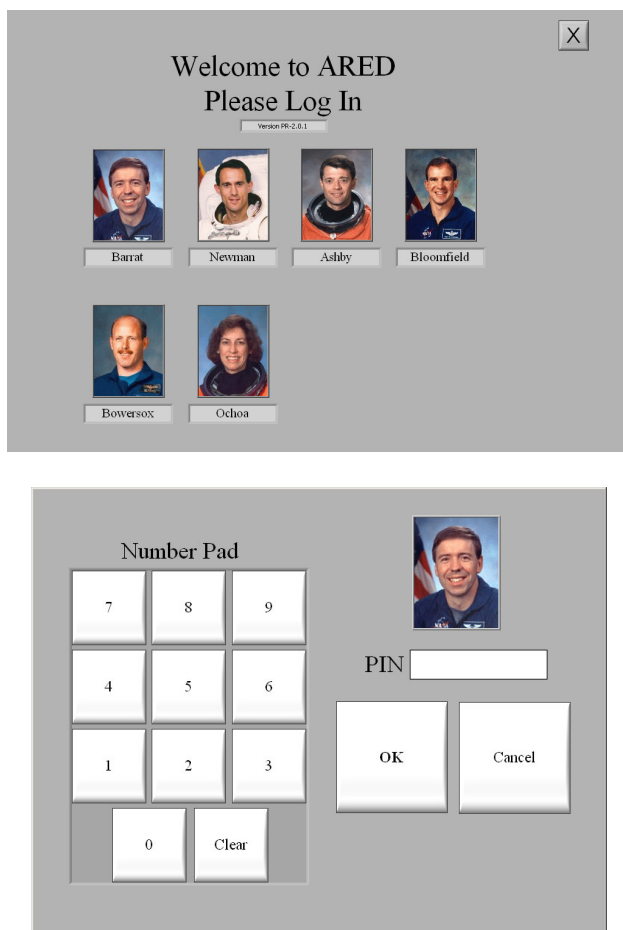 X
Welcome to ARED
Please Log In
Version PR-2.0.1
Barrat Newman Ashby Bloomfield
Bowersox Ochoa
Number Pad
7 8 9
4 5 6
PIN
1 2 3
OK Cancel
0 Clear